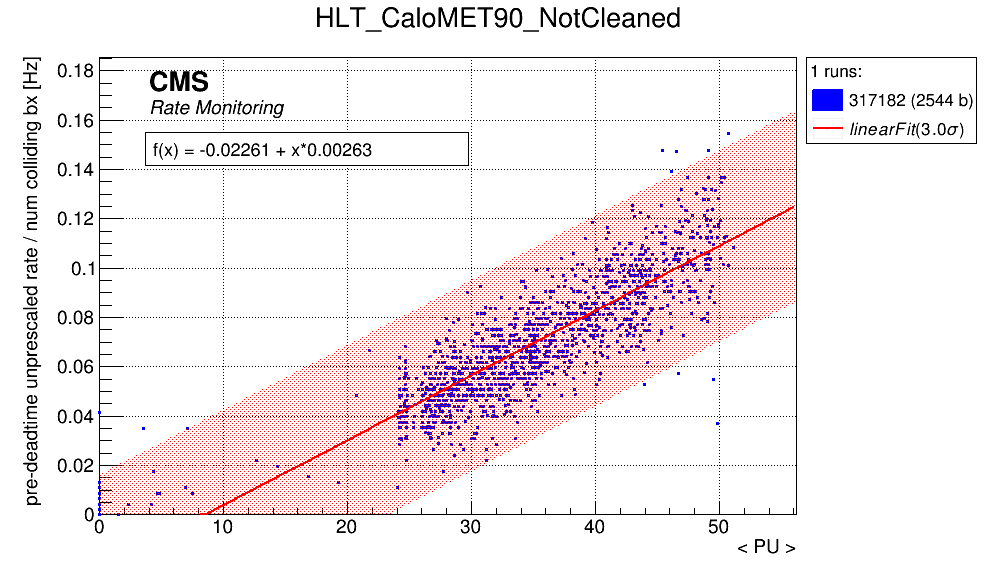 HLT_CaloMET90_NotCleaned
pre-deadtime unprescaled rate / num colliding bx [Hz]
CMS
Rate Monitoring
f(x) = -0.02261 + x*0.00263
1 runs:
317182 (2544 b)
linearFit(3.0σ)
0.18
0.16
0.14
0.12
0.1
0.08
0.06
0.04
0.02
0
0 10 20 30 40 50
< PU >